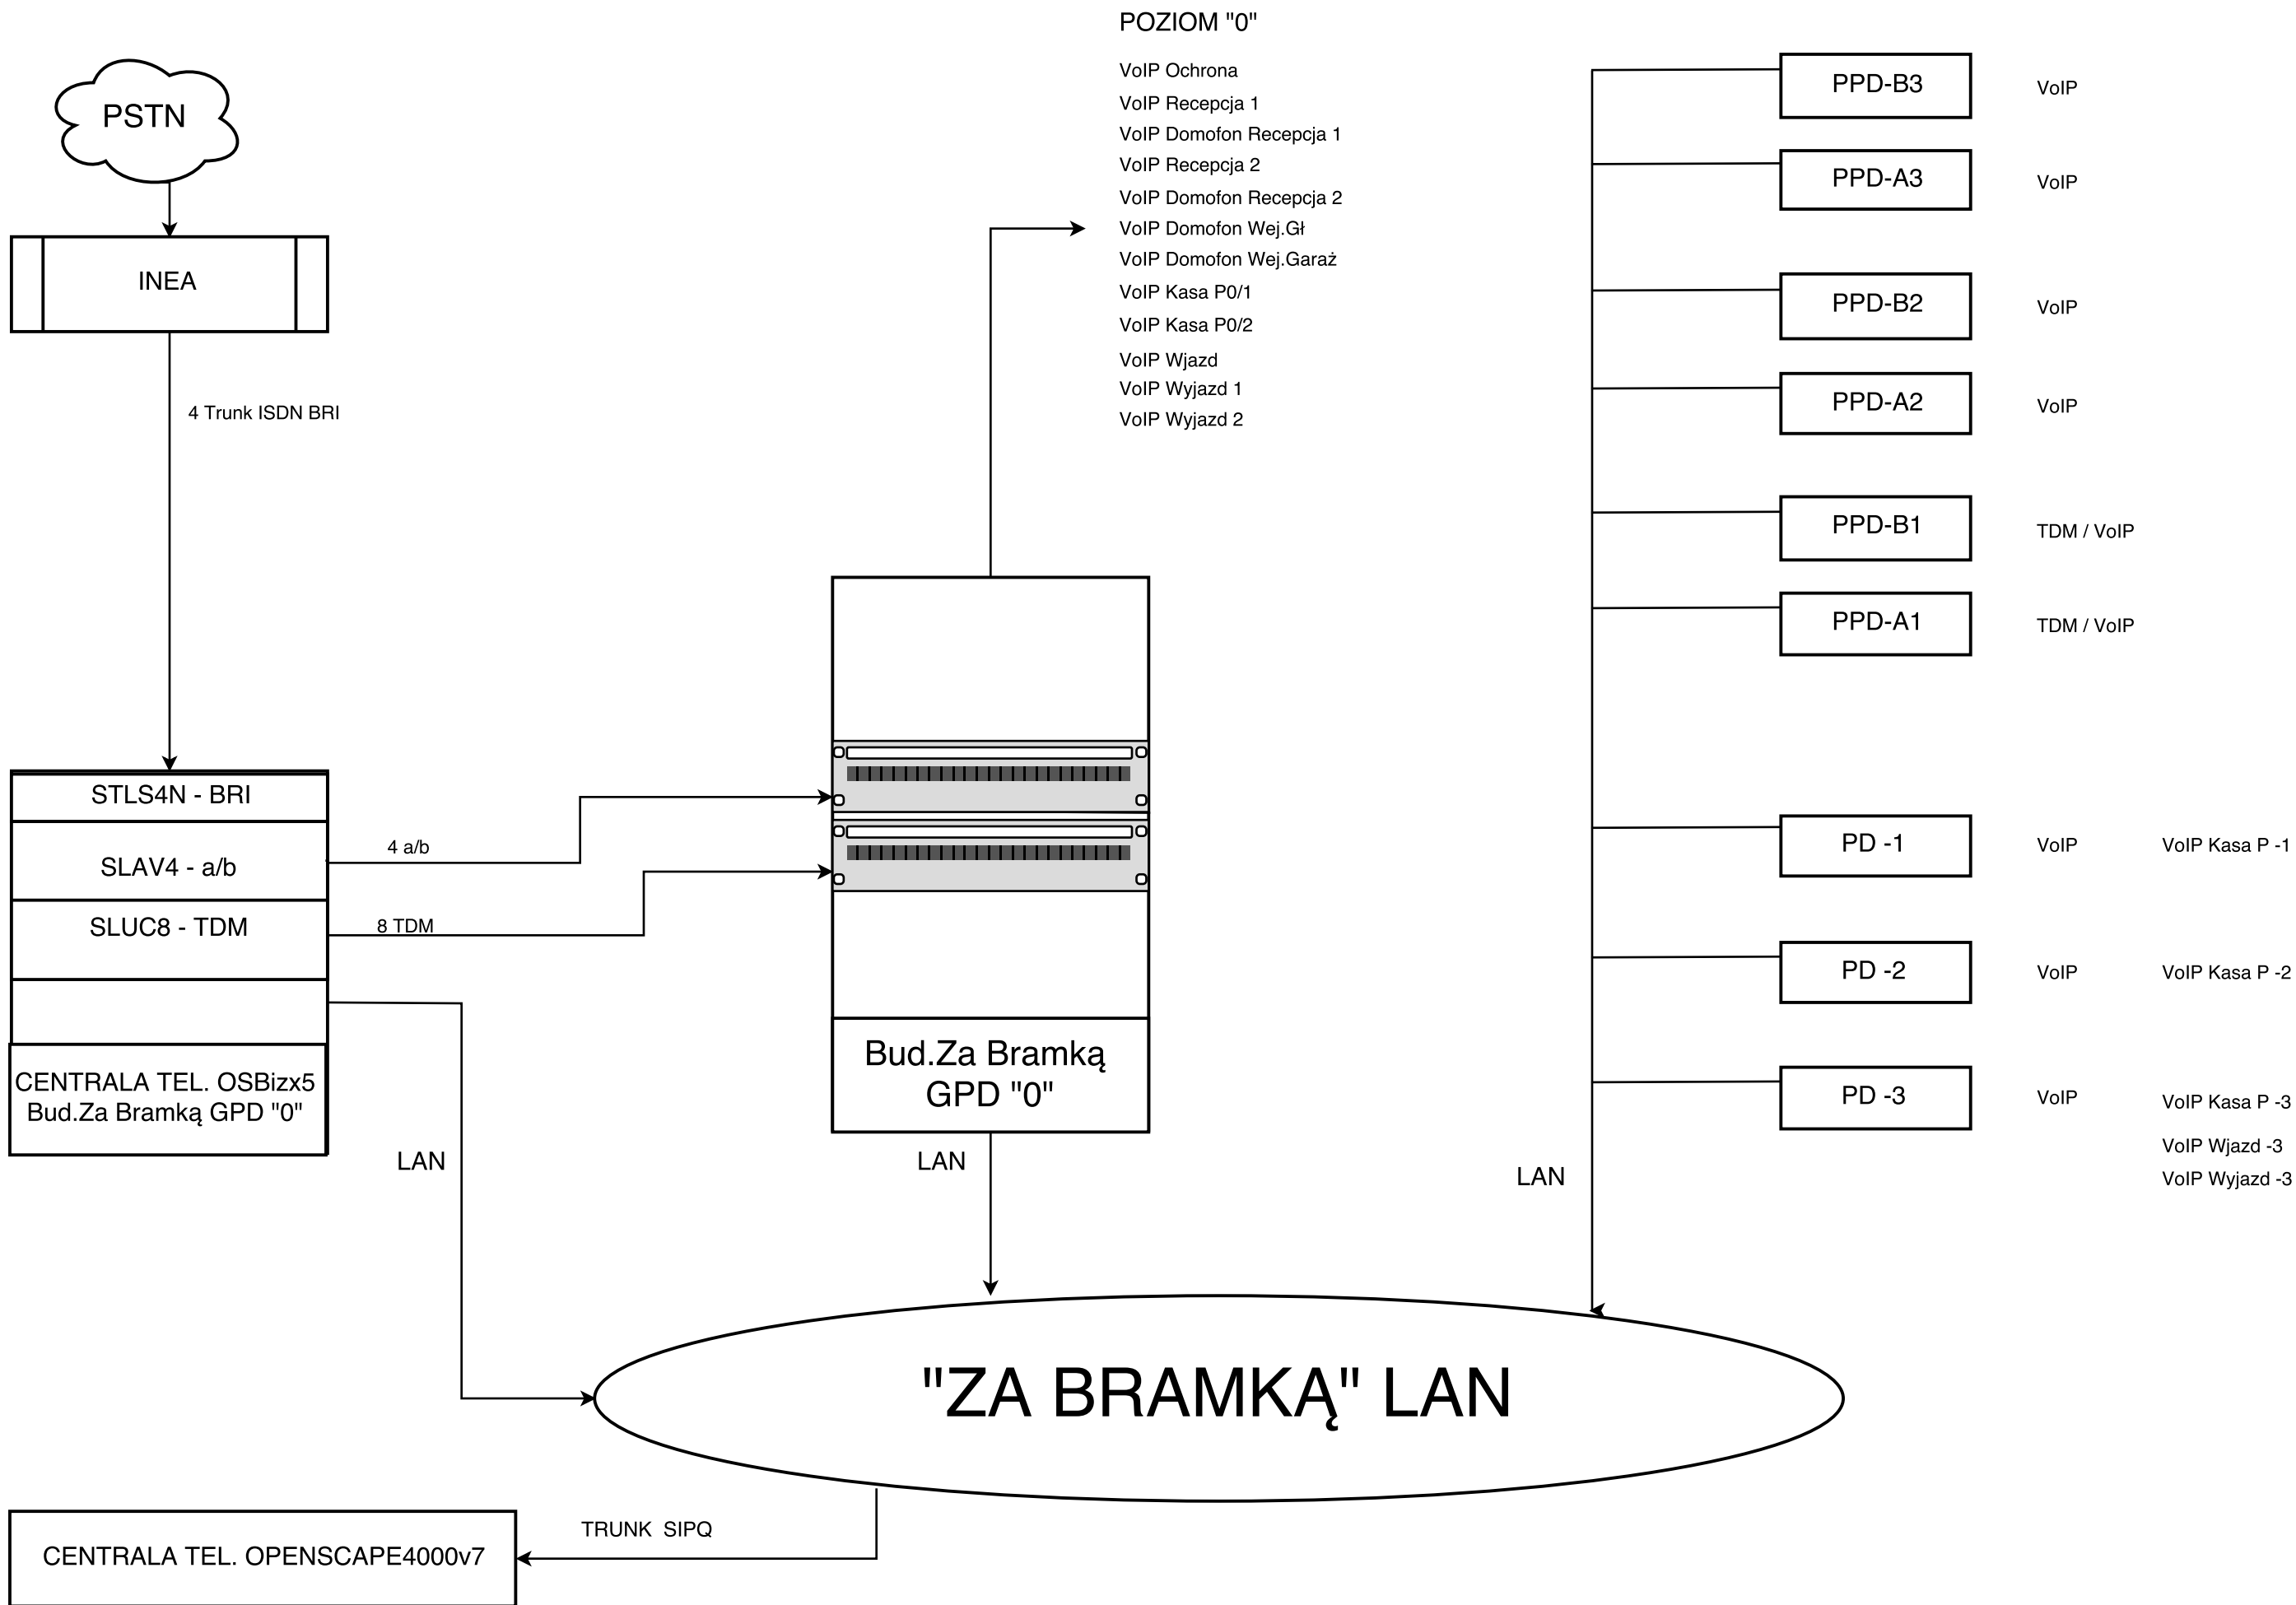 POZIOM "0"
VoIP Ochrona
VoIP Recepcja 1
VoIP Domofon Recepcja 1
VoIP Recepcja 2
VoIP Domofon Recepcja 2
VoIP Domofon Wej.Gł
VoIP Domofon Wej.Garaż
VoIP Kasa P0/1
VoIP Kasa P0/2
VoIP Wjazd
VoIP Wyjazd 1
VoIP Wyjazd 2
PSTN
INEA
4 Trunk ISDN BRI
STLS4N - BRI
SLAV4 - a/b
SLUC8 - TDM
CENTRALA TEL. OSBizx5
Bud.Za Bramką GPD "0"
4 a/b
8 TDM
LAN
Bud.Za Bramką
GPD "0"
LAN
PPD-B3 VoIP
PPD-A3 VoIP
PPD-B2 VoIP
PPD-A2 VoIP
PPD-B1 TDM / VoIP
PPD-A1 TDM / VoIP
PD -1 VoIP VoIP Kasa P -1
PD -2 VoIP VoIP Kasa P -2
PD -3 VoIP VoIP Kasa P -3
VoIP Wjazd -3
VoIP Wyjazd -3
LAN
"ZA BRAMKĄ" LAN
TRUNK SIPQ
CENTRALA TEL. OPENSCAPE4000v7